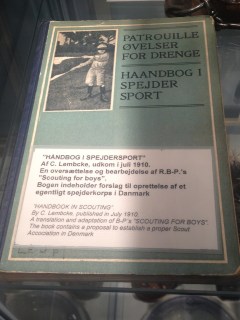 PATROUILLE
ØVELSER
FOR DRENGE
HAANDBOG I
SPEJDER
SPORT
"HÅNDBOG I SPEJDERSPORT"
Af C. Lembcke, udkom i juli 1910.
En oversættelse og bearbejdelse af R.B-P.'s
"Scouting for boys".
Bogen indeholder forslag til oprettelse af et
egentligt spejderkorps i Danmark
"HANDBOOK IN SCOUTING"
By C. Lembcke, published in July 1910.
A translation and adaptation of B-P's "SCOUTING FOR BOYS".
The book contains a proposal to establish a proper Scout
Association in Denmark